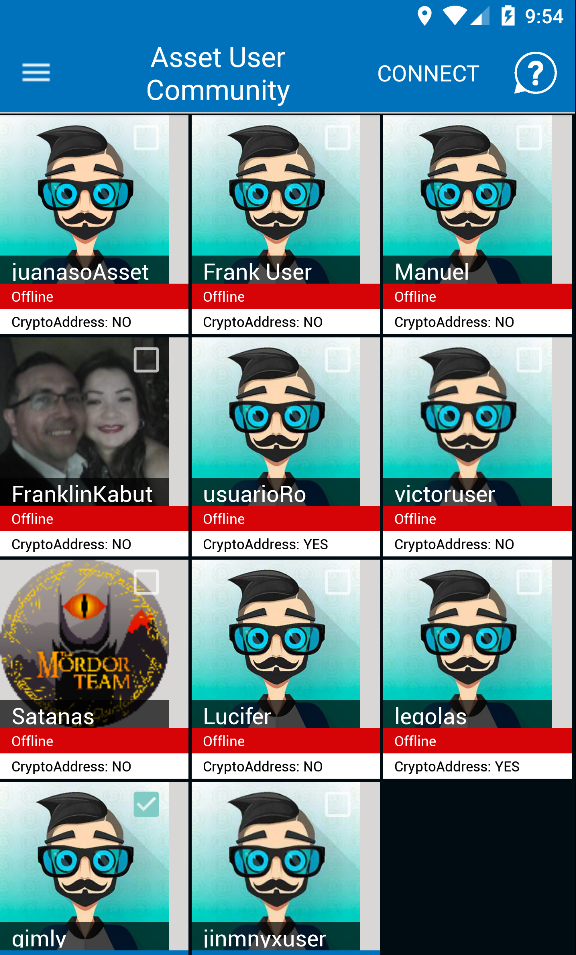 9:54
Asset User
Community
CONNECT
?
juanasoAsset
Frank User
Manuel
Offline
Offline
Offline
CryptoAddress: NO
CryptoAddress: NO
CryptoAddress: NO
FranklinKabut
usuarioRo
victoruser
Offline
Offline
Offline
CryptoAddress: NO
CryptoAddress: YES
CryptoAddress: NO
THE
MORDOR
TEAM
Satanas
Lucifer
legolas
Offline
Offline
Offline
CryptoAddress: NO
CryptoAddress: NO
CryptoAddress: YES
gimly
jinmnyxuser